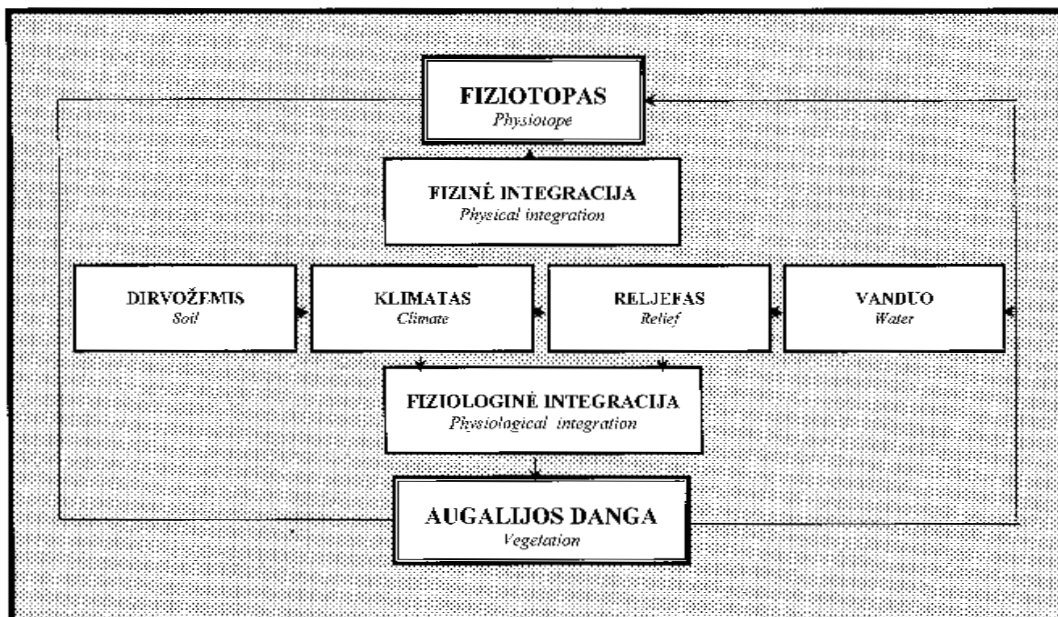 FIZIOTOPAS
Physiotope
FIZINĖ INTEGRACIJA
Physical integration
DIRVOŽEMIS
Soil
KLIMATAS
Climate
RELJEFAS
Relief
VANDUO
Water
FIZIOLOGINĖ INTEGRACIJA
Physiological integration
AUGALIJOS DANGA
Vegetation